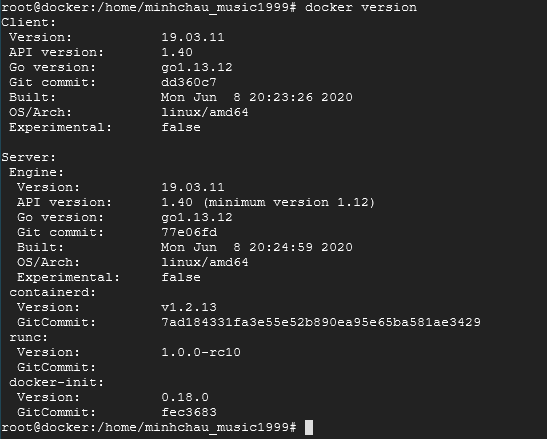 root@docker:/home/minhchau_music1999# docker version
Client:
 Version:           19.03.11
 API version:       1.40
 Go version:        go1.13.12
 Git commit:        dd360c7
 Built:             Mon Jun  8 20:23:26 2020
 OS/Arch:           linux/amd64
 Experimental:      false

Server:
 Engine:
  Version:          19.03.11
  API version:      1.40 (minimum version 1.12)
  Go version:       go1.13.12
  Git commit:       77e06fd
  Built:            Mon Jun  8 20:24:59 2020
  OS/Arch:          linux/amd64
  Experimental:     false
 containerd:
  Version:          v1.2.13
  GitCommit:        7ad184331fa3e55e52b890ea95e65ba581ae3429
 runc:
  Version:          1.0.0-rc10
  GitCommit:
 docker-init:
  Version:          0.18.0
  GitCommit:        fec3683
root@docker:/home/minhchau_music1999#